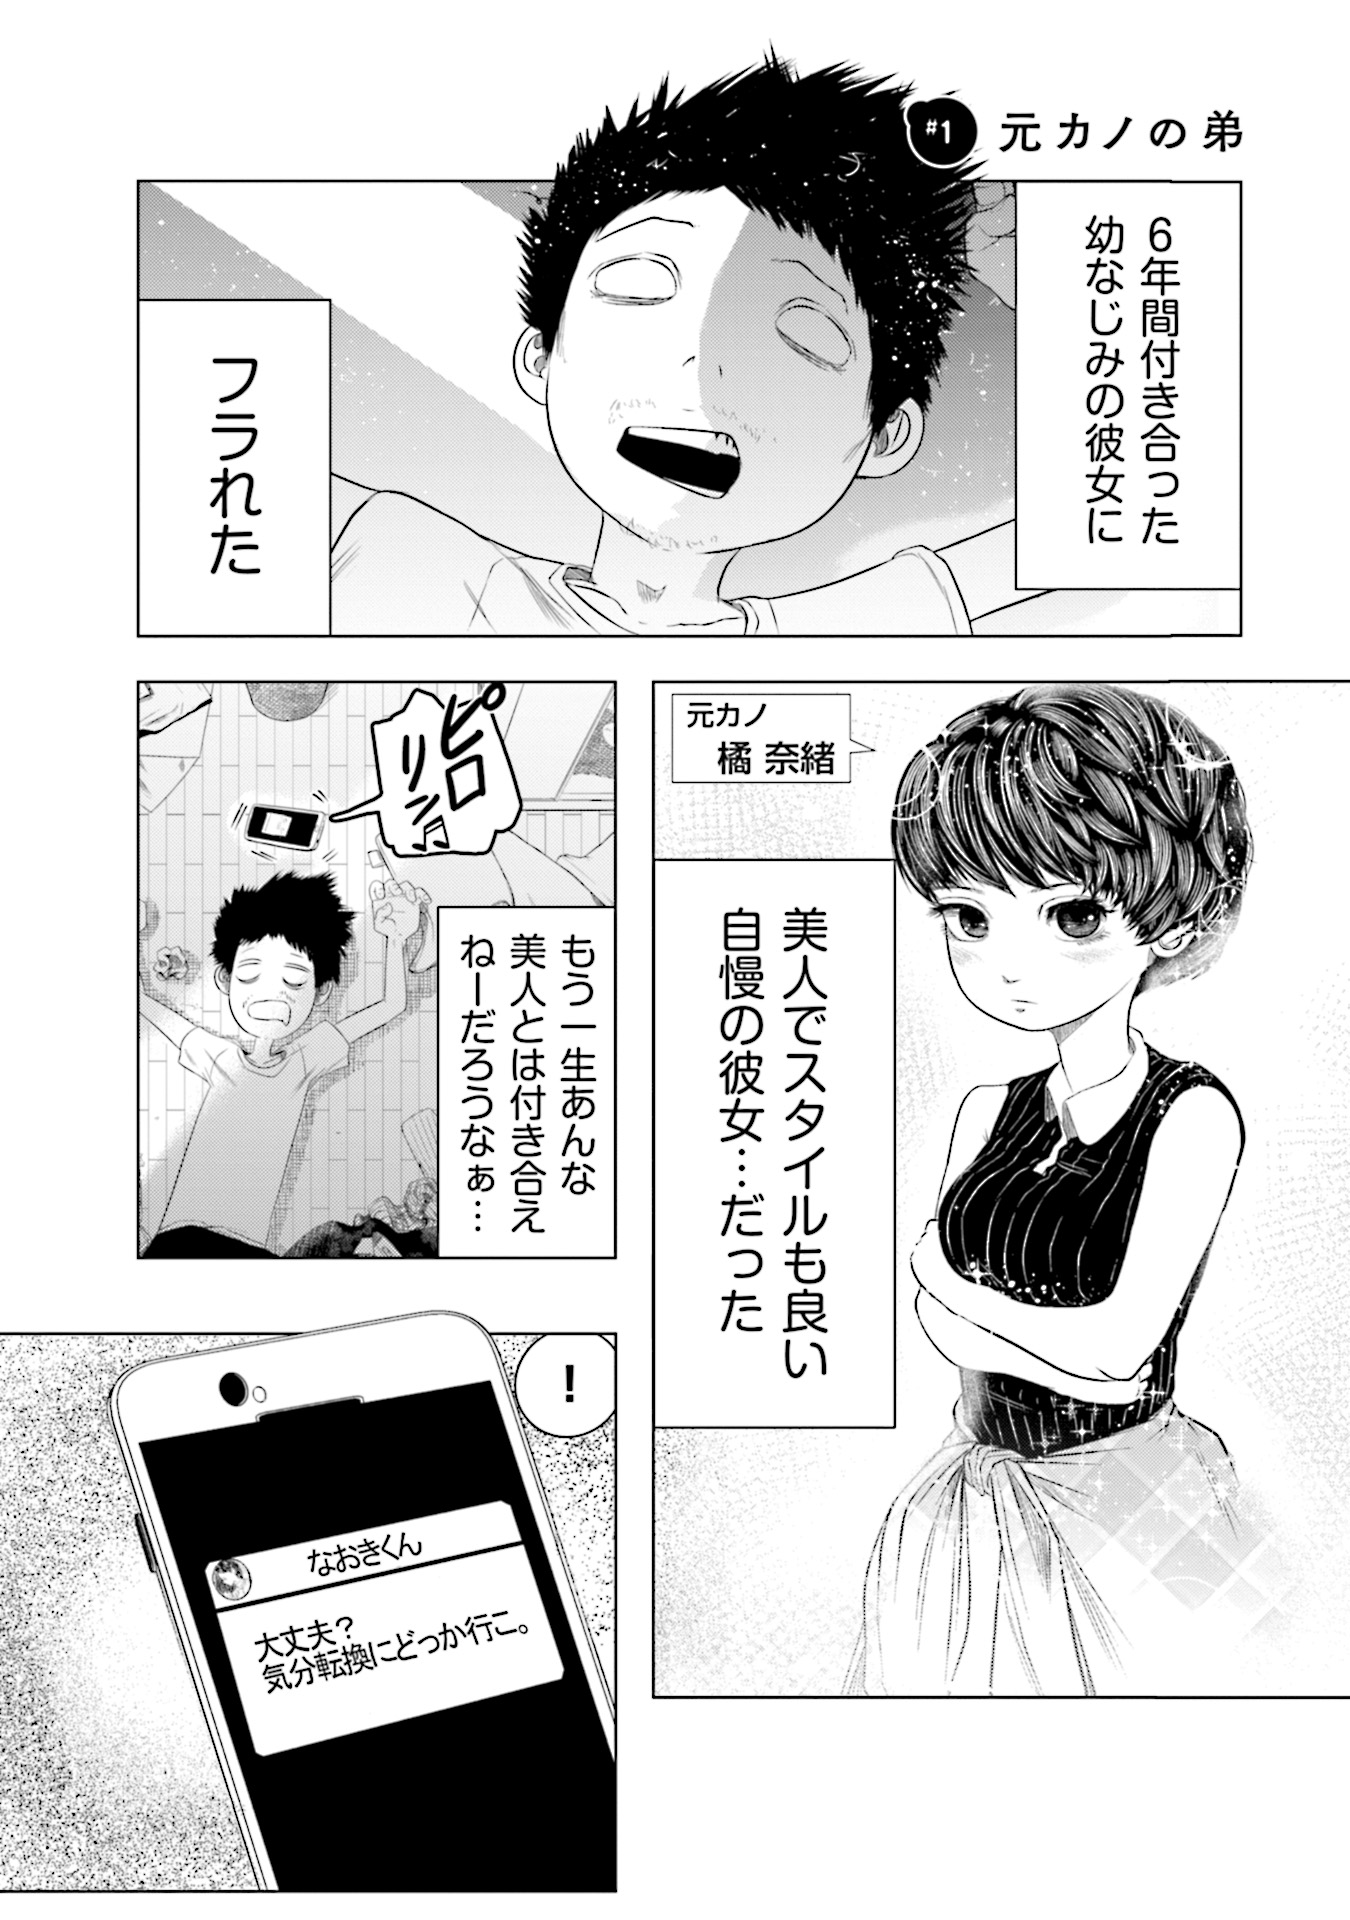 #1 元カノの弟
6年間付き合った
幼なじみの彼女に
フラれた
元カノ
橘 奈緒
美人でスタイルも良い
自慢の彼女…だった
ピロ
リン♬
もう一生あんな
美人とは付き合え
ねーだろうなぁ…
！
なおきくん
大丈夫？
気分転換にどっか行こ。